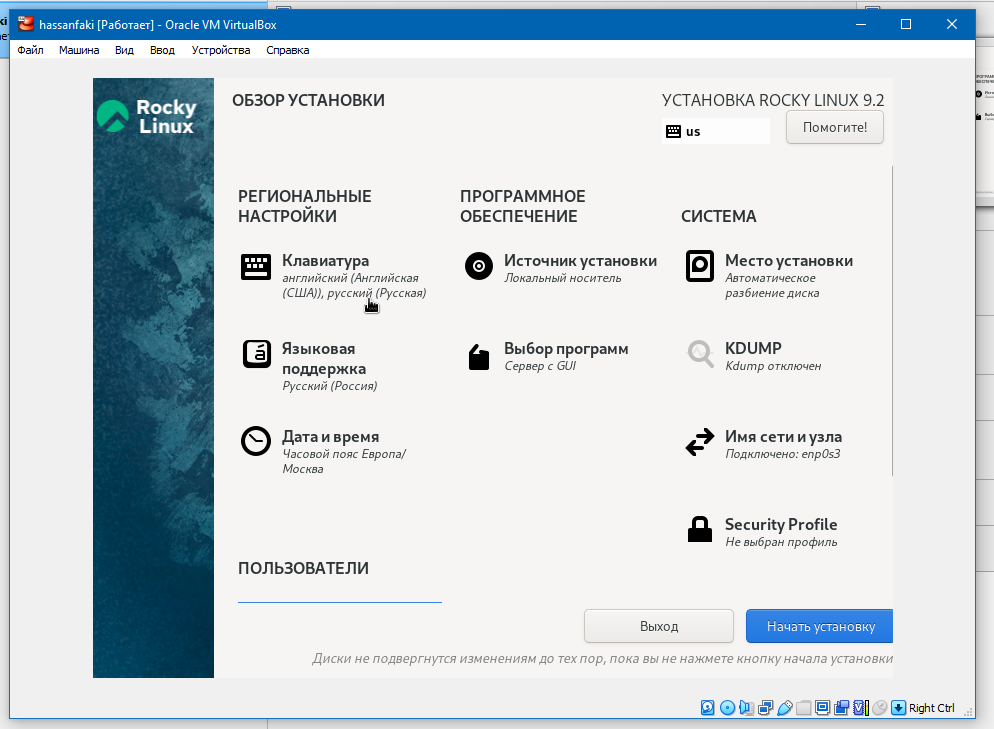 hassanfaki [Работает] - Oracle VM VirtualBox
Файл Машина Вид Ввод Устройства Справка
Rocky
Linux
ОБЗОР УСТАНОВКИ
УСТАНОВКА ROCKY LINUX 9.2
us
Помогите!
РЕГИОНАЛЬНЫЕ
НАСТРОЙКИ
Клавиатура
английский (Английская
(США)), русский (Русская)
Языковая
поддержка
Русский (Россия)
Дата и время
Часовой пояс Европа/
Москва
ПРОГРАММНОЕ
ОБЕСПЕЧЕНИЕ
Источник установки
Локальный носитель
Выбор программ
Сервер с GUI
СИСТЕМА
Место установки
Автоматическое
разбиение диска
KDUMP
Kdump отключен
Имя сети и узла
Подключено: enp0s3
Security Profile
Не выбран профиль
ПОЛЬЗОВАТЕЛИ
Выход
Начать установку
Диски не подвергнутся изменениям до тех пор, пока вы не нажмете кнопку начала установки
Right Ctrl